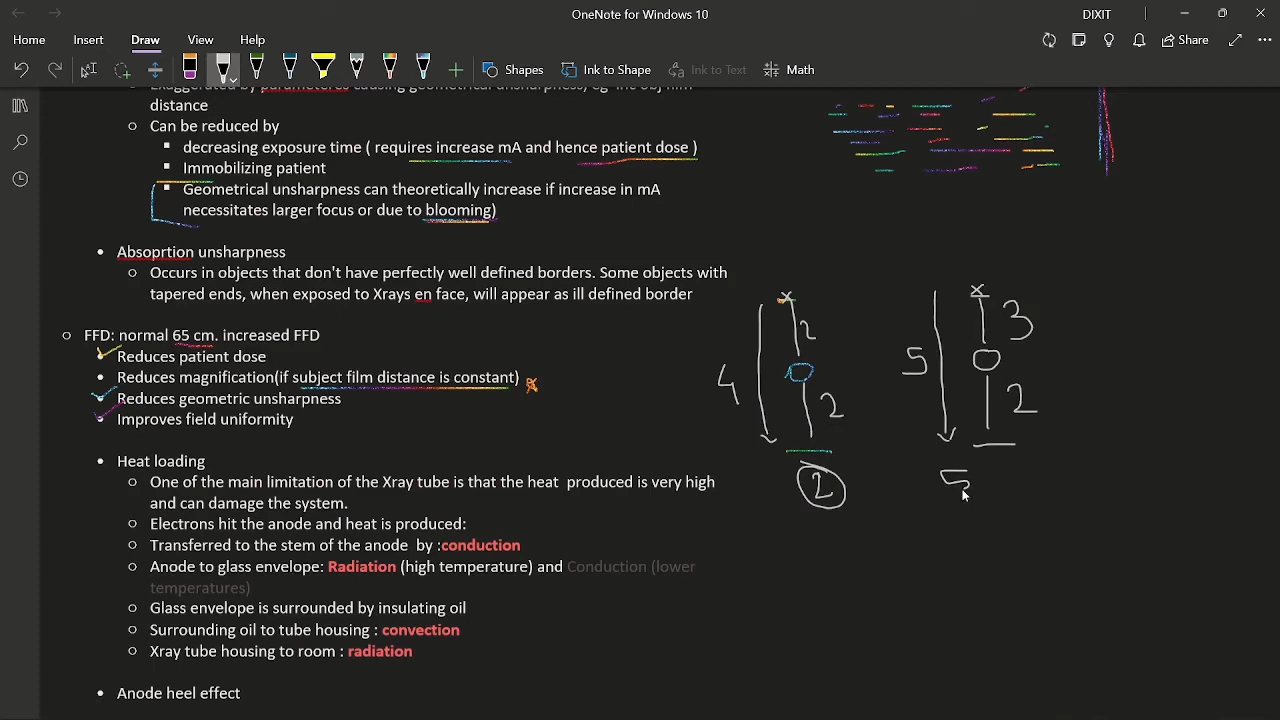 OneNote for Windows 10
DIXIT
Home Insert Draw View Help
Share
Shapes Ink to Shape Ink to Text Math
Exaggerated by parameteres causing geometrical unsharpness, eg
distance
Can be reduced by
decreasing exposure time ( requires increase mA and hence patient dose )
Immobilizing patient
Geometrical unsharpness can theoretically increase if increase in mA
necessitates larger focus or due to blooming)
Absoprtion unsharpness
Occurs in objects that don't have perfectly well defined borders. Some objects with
tapered ends, when exposed to Xrays en face, will appear as ill defined border
FFD: normal 65 cm. increased FFD
Reduces patient dose
Reduces magnification(if subject film distance is constant)
Reduces geometric unsharpness
Improves field uniformity
Heat loading
One of the main limitation of the Xray tube is that the heat produced is very high
and can damage the system.
Electrons hit the anode and heat is produced:
Transferred to the stem of the anode by :conduction
Anode to glass envelope: Radiation (high temperature) and Conduction (lower
temperatures)
Glass envelope is surrounded by insulating oil
Surrounding oil to tube housing : convection
Xray tube housing to room : radiation
Anode heel effect
x
2
4
2
2
x
3
5
2
5